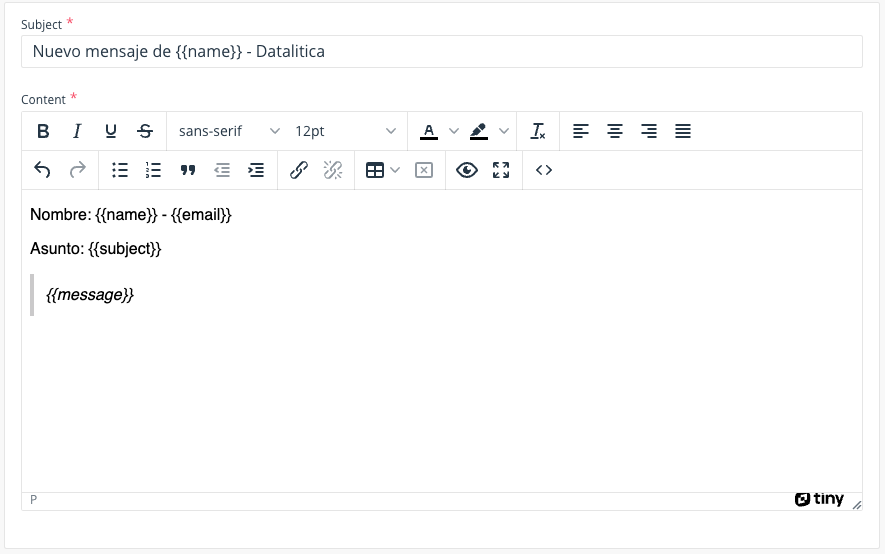 Subject *
Nuevo mensaje de {{name}} - Datalitica
Content *
B I U S sans-serif 12pt A
Nombre: {{name}} - {{email}}
Asunto: {{subject}}
{{message}}
P tiny